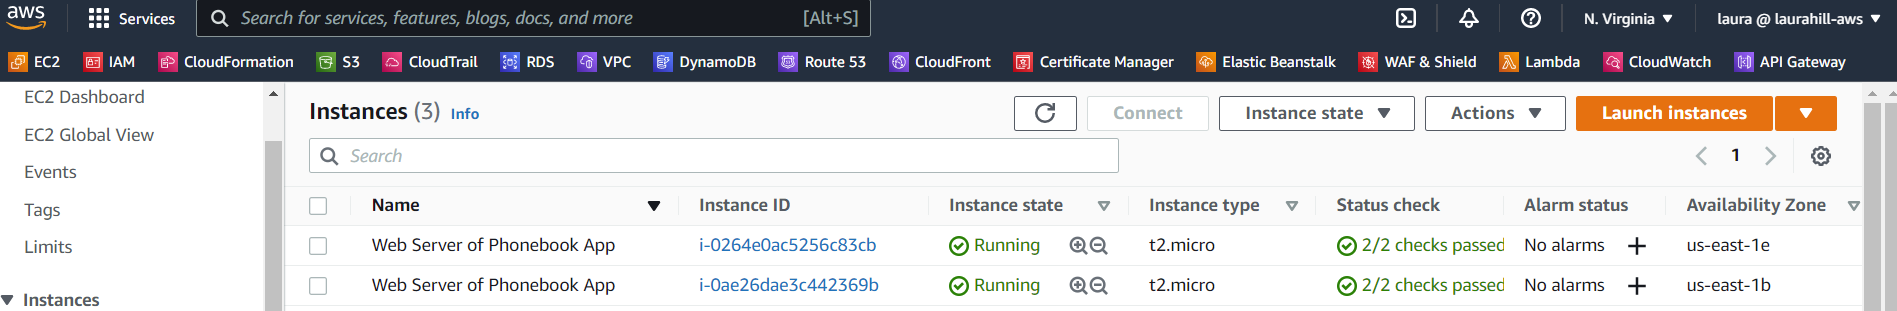 aws Services Search for services, features, blogs, docs, and more [Alt+S] N. Virginia ▼ laura @ laurahill-aws ▼
EC2 IAM CloudFormation S3 CloudTrail RDS VPC DynamoDB Route 53 CloudFront Certificate Manager Elastic Beanstalk WAF & Shield Lambda CloudWatch API Gateway
EC2 Dashboard
EC2 Global View
Events
Tags
Limits
Instances
Instances (3) Info Connect Instance state Actions Launch instances
Search
1
Name Instance ID Instance state Instance type Status check Alarm status Availability Zone
Web Server of Phonebook App i-0264e0ac5256c83cb Running t2.micro 2/2 checks passed No alarms us-east-1e
Web Server of Phonebook App i-0ae26dae3c442369b Running t2.micro 2/2 checks passed No alarms us-east-1b